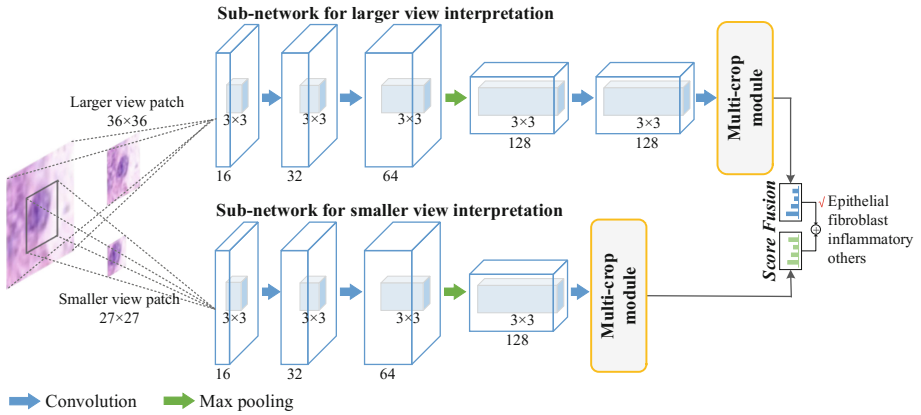 Sub-network for larger view interpretation
Larger view patch
36×36
3×3
3×3
3×3
3×3
3×3
16
32
64
128
128
Multi-crop
module
Sub-network for smaller view interpretation
Smaller view patch
27×27
3×3
3×3
3×3
3×3
16
32
64
128
Multi-crop
module
Score Fusion
√ Epithelial
fibroblast
inflammatory
others
Convolution
Max pooling